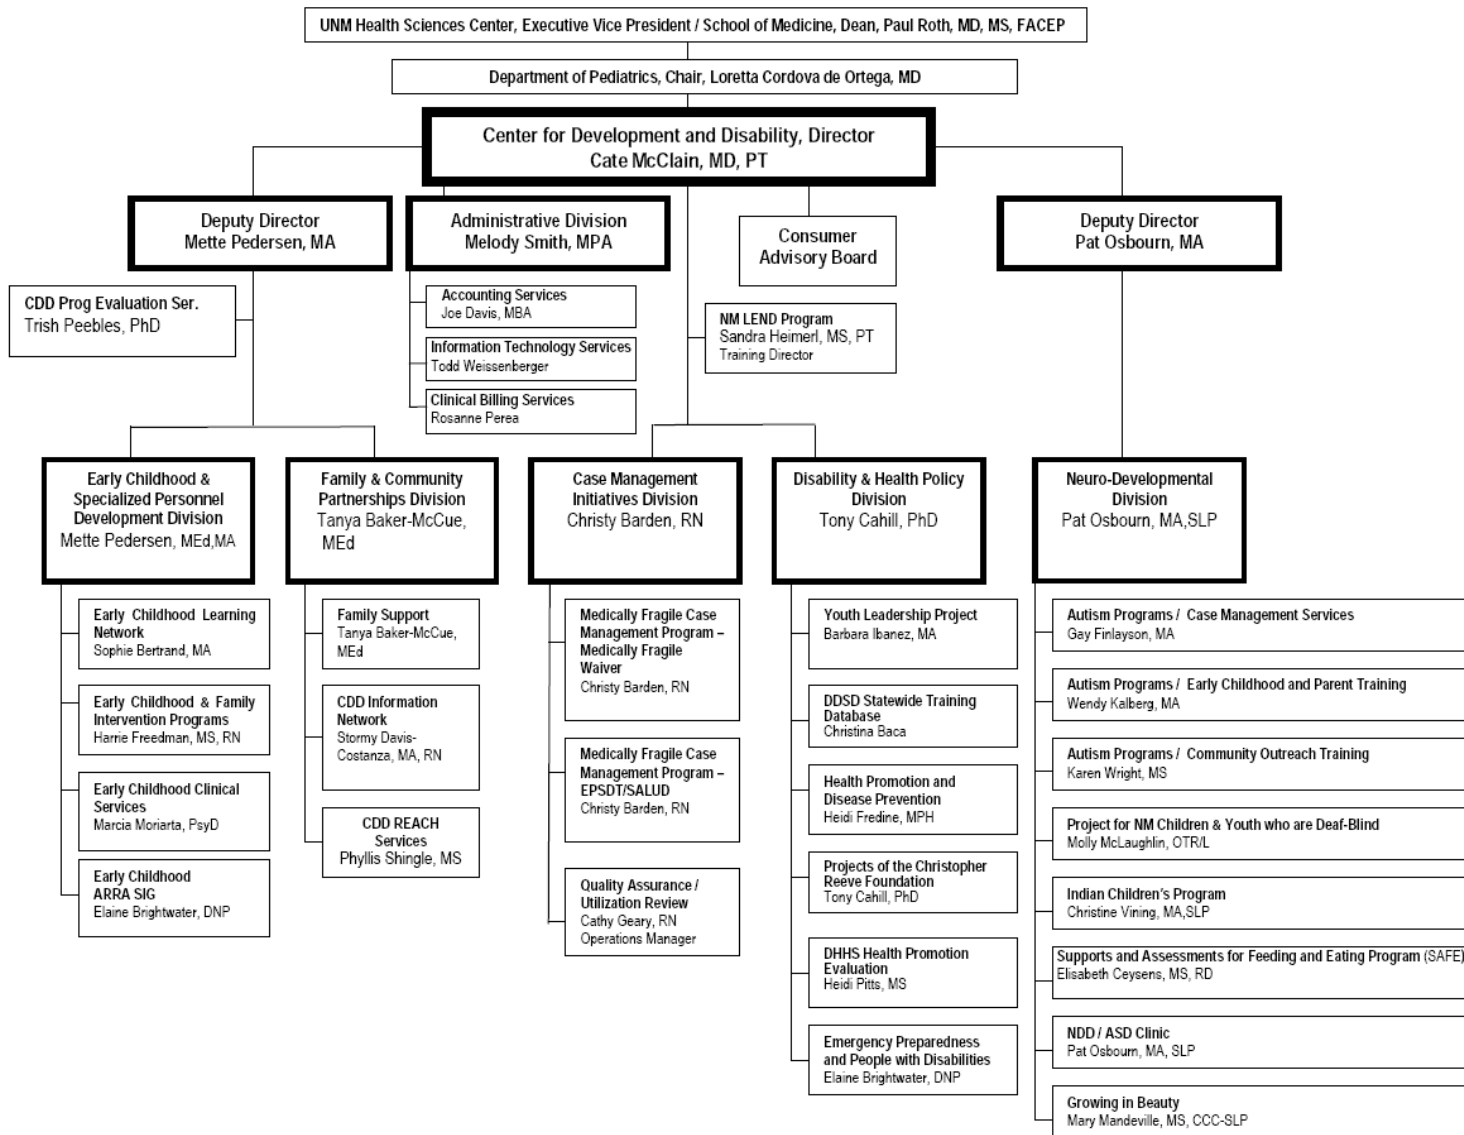 UNM Health Sciences Center, Executive Vice President / School of Medicine, Dean, Paul Roth, MD, MS, FACEP
Department of Pediatrics, Chair, Loretta Cordova de Ortega, MD
Center for Development and Disability, Director
Cate McClain, MD, PT
Deputy Director
Mette Pedersen, MA
Administrative Division
Melody Smith, MPA
Consumer
Advisory Board
Deputy Director
Pat Osbourn, MA
CDD Prog Evaluation Ser.
Trish Peebles, PhD
Accounting Services
Joe Davis, MBA
Information Technology Services
Todd Weissenberger
Clinical Billing Services
Rosanne Perea
NM LEND Program
Sandra Heimerl, MS, PT
Training Director
Early Childhood &
Specialized Personnel
Development Division
Mette Pedersen, MEd,MA
Family & Community
Partnerships Division
Tanya Baker-McCue,
MEd
Case Management
Initiatives Division
Christy Barden, RN
Disability & Health Policy
Division
Tony Cahill, PhD
Neuro-Developmental
Division
Pat Osbourn, MA,SLP
Early Childhood Learning
Network
Sophie Bertrand, MA
Early Childhood & Family
Intervention Programs
Harrie Freedman, MS, RN
Early Childhood Clinical
Services
Marcia Moriarta, PsyD
Early Childhood
ARRA SIG
Elaine Brightwater, DNP
Family Support
Tanya Baker-McCue,
MEd
CDD Information
Network
Stormy Davis-
Costanza, MA, RN
CDD REACH
Services
Phyllis Shingle, MS
Medically Fragile Case
Management Program –
Medically Fragile
Waiver
Christy Barden, RN
Medically Fragile Case
Management Program –
EPSDT/SALUD
Christy Barden, RN
Quality Assurance /
Utilization Review
Cathy Geary, RN
Operations Manager
Youth Leadership Project
Barbara Ibanez, MA
DDSD Statewide Training
Database
Christina Baca
Health Promotion and
Disease Prevention
Heidi Fredine, MPH
Projects of the Christopher
Reeve Foundation
Tony Cahill, PhD
DHHS Health Promotion
Evaluation
Heidi Pitts, MS
Emergency Preparedness
and People with Disabilities
Elaine Brightwater, DNP
Autism Programs / Case Management Services
Gay Finlayson, MA
Autism Programs / Early Childhood and Parent Training
Wendy Kalberg, MA
Autism Programs / Community Outreach Training
Karen Wright, MS
Project for NM Children & Youth who are Deaf-Blind
Molly McLaughlin, OTR/L
Indian Children's Program
Christine Vining, MA,SLP
Supports and Assessments for Feeding and Eating Program (SAFE)
Elisabeth Ceysens, MS, RD
NDD / ASD Clinic
Pat Osbourn, MA, SLP
Growing in Beauty
Mary Mandeville, MS, CCC-SLP